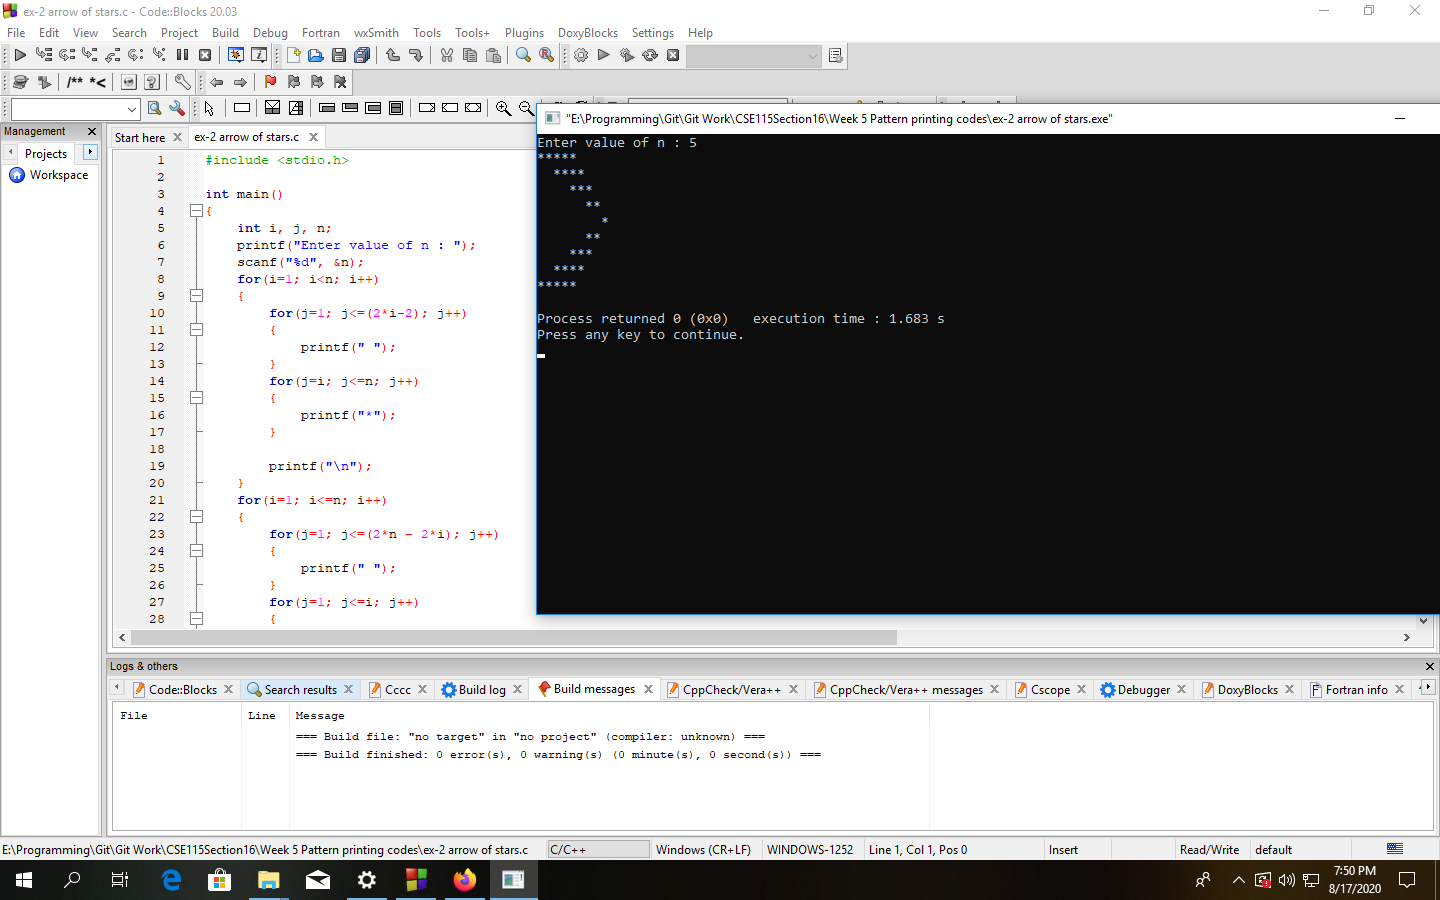 ex-2 arrow of stars.c - Code::Blocks 20.03
File Edit View Search Project Build Debug Fortran wxSmith Tools Tools+ Plugins DoxyBlocks Settings Help
/** *<
Management
Projects
Workspace
Start here
ex-2 arrow of stars.c
1 #include <stdio.h>
2
3 int main()
4 {
5 int i, j, n;
6 printf("Enter value of n : ");
7 scanf("%d", &n);
8 for(i=1; i<n; i++)
9 {
10 for(j=1; j<=(2*i-2); j++)
11 {
12 printf(" ");
13 }
14 for(j=i; j<=n; j++)
15 {
16 printf("*");
17 }
18
19 printf("\n");
20 }
21 for(i=1; i<=n; i++)
22 {
23 for(j=1; j<=(2*n - 2*i); j++)
24 {
25 printf(" ");
26 }
27 for(j=1; j<=i; j++)
28 {
"E:\Programming\Git\Git Work\CSE115Section16\Week 5 Pattern printing codes\ex-2 arrow of stars.exe"
Enter value of n : 5
*****
  ****
    ***
      **
        *
      **
    ***
  ****
*****
Process returned 0 (0x0)   execution time : 1.683 s
Press any key to continue.
Logs & others
Code::Blocks Search results Cccc Build log Build messages CppCheck/Vera++ CppCheck/Vera++ messages Cscope Debugger DoxyBlocks Fortran info
File Line Message
=== Build file: "no target" in "no project" (compiler: unknown) ===
=== Build finished: 0 error(s), 0 warning(s) (0 minute(s), 0 second(s)) ===
E:\Programming\Git\Git Work\CSE115Section16\Week 5 Pattern printing codes\ex-2 arrow of stars.c C/C++ Windows (CR+LF) WINDOWS-1252 Line 1, Col 1, Pos 0 Insert Read/Write default
7:50 PM
8/17/2020